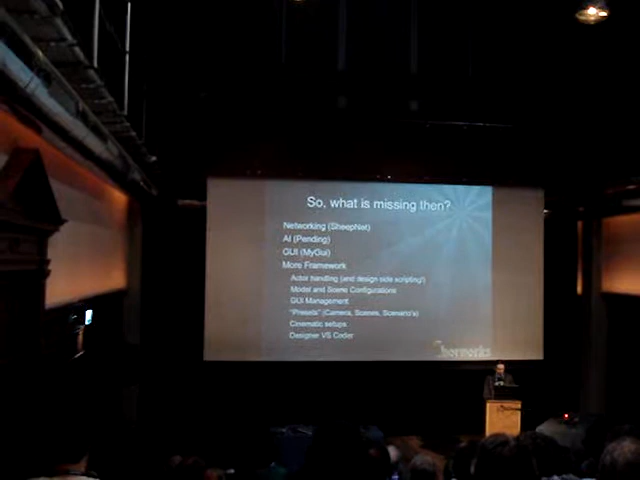 So, what is missing then?
Networking (SheepNet)
AI (Pending)
GUI (MyGui)
More Framework
Actor handling (and design side scripting!)
Model and Scene Configurations
GUI Management
"Presets" (Camera, Scenes, Scenario's)
Cinematic setups
Designer VS Coder